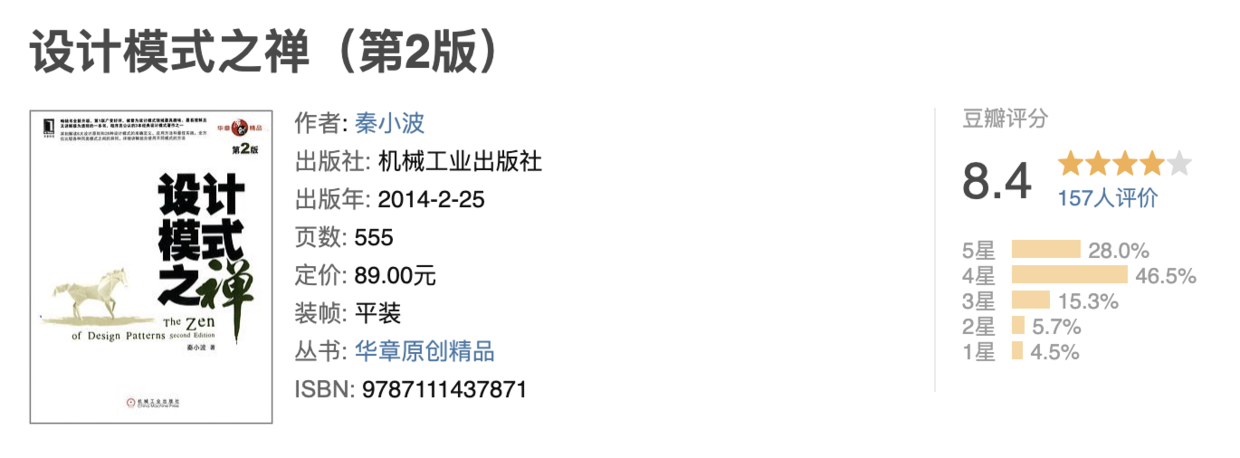 设计模式之禅（第2版）
华章 精品
第2版
设计
模式
之禅
The Zen
of Design Patterns second Edition
秦小波 著
机械工业出版社
China Machine Press
作者: 秦小波
出版社: 机械工业出版社
出版年: 2014-2-25
页数: 555
定价: 89.00元
装帧: 平装
丛书: 华章原创精品
ISBN: 9787111437871
豆瓣评分
8.4
157人评价
5星 28.0%
4星 46.5%
3星 15.3%
2星 5.7%
1星 4.5%